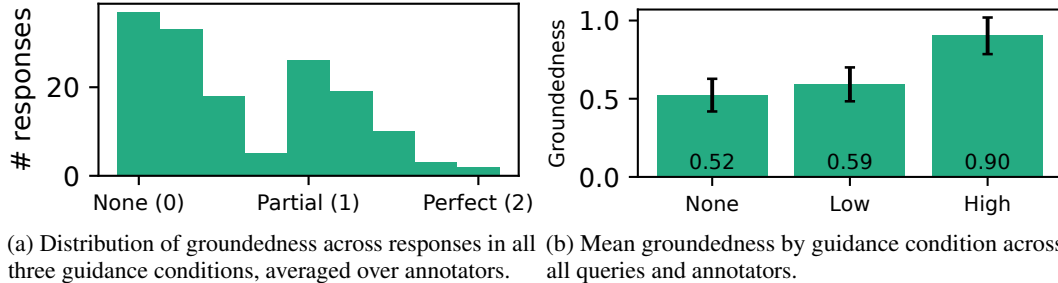 # responses
20
0
None (0) Partial (1) Perfect (2)
(a) Distribution of groundedness across responses in all
three guidance conditions, averaged over annotators.
Groundedness
1.0
0.5
0.0
0.52 0.59 0.90
None Low High
(b) Mean groundedness by guidance condition across
all queries and annotators.